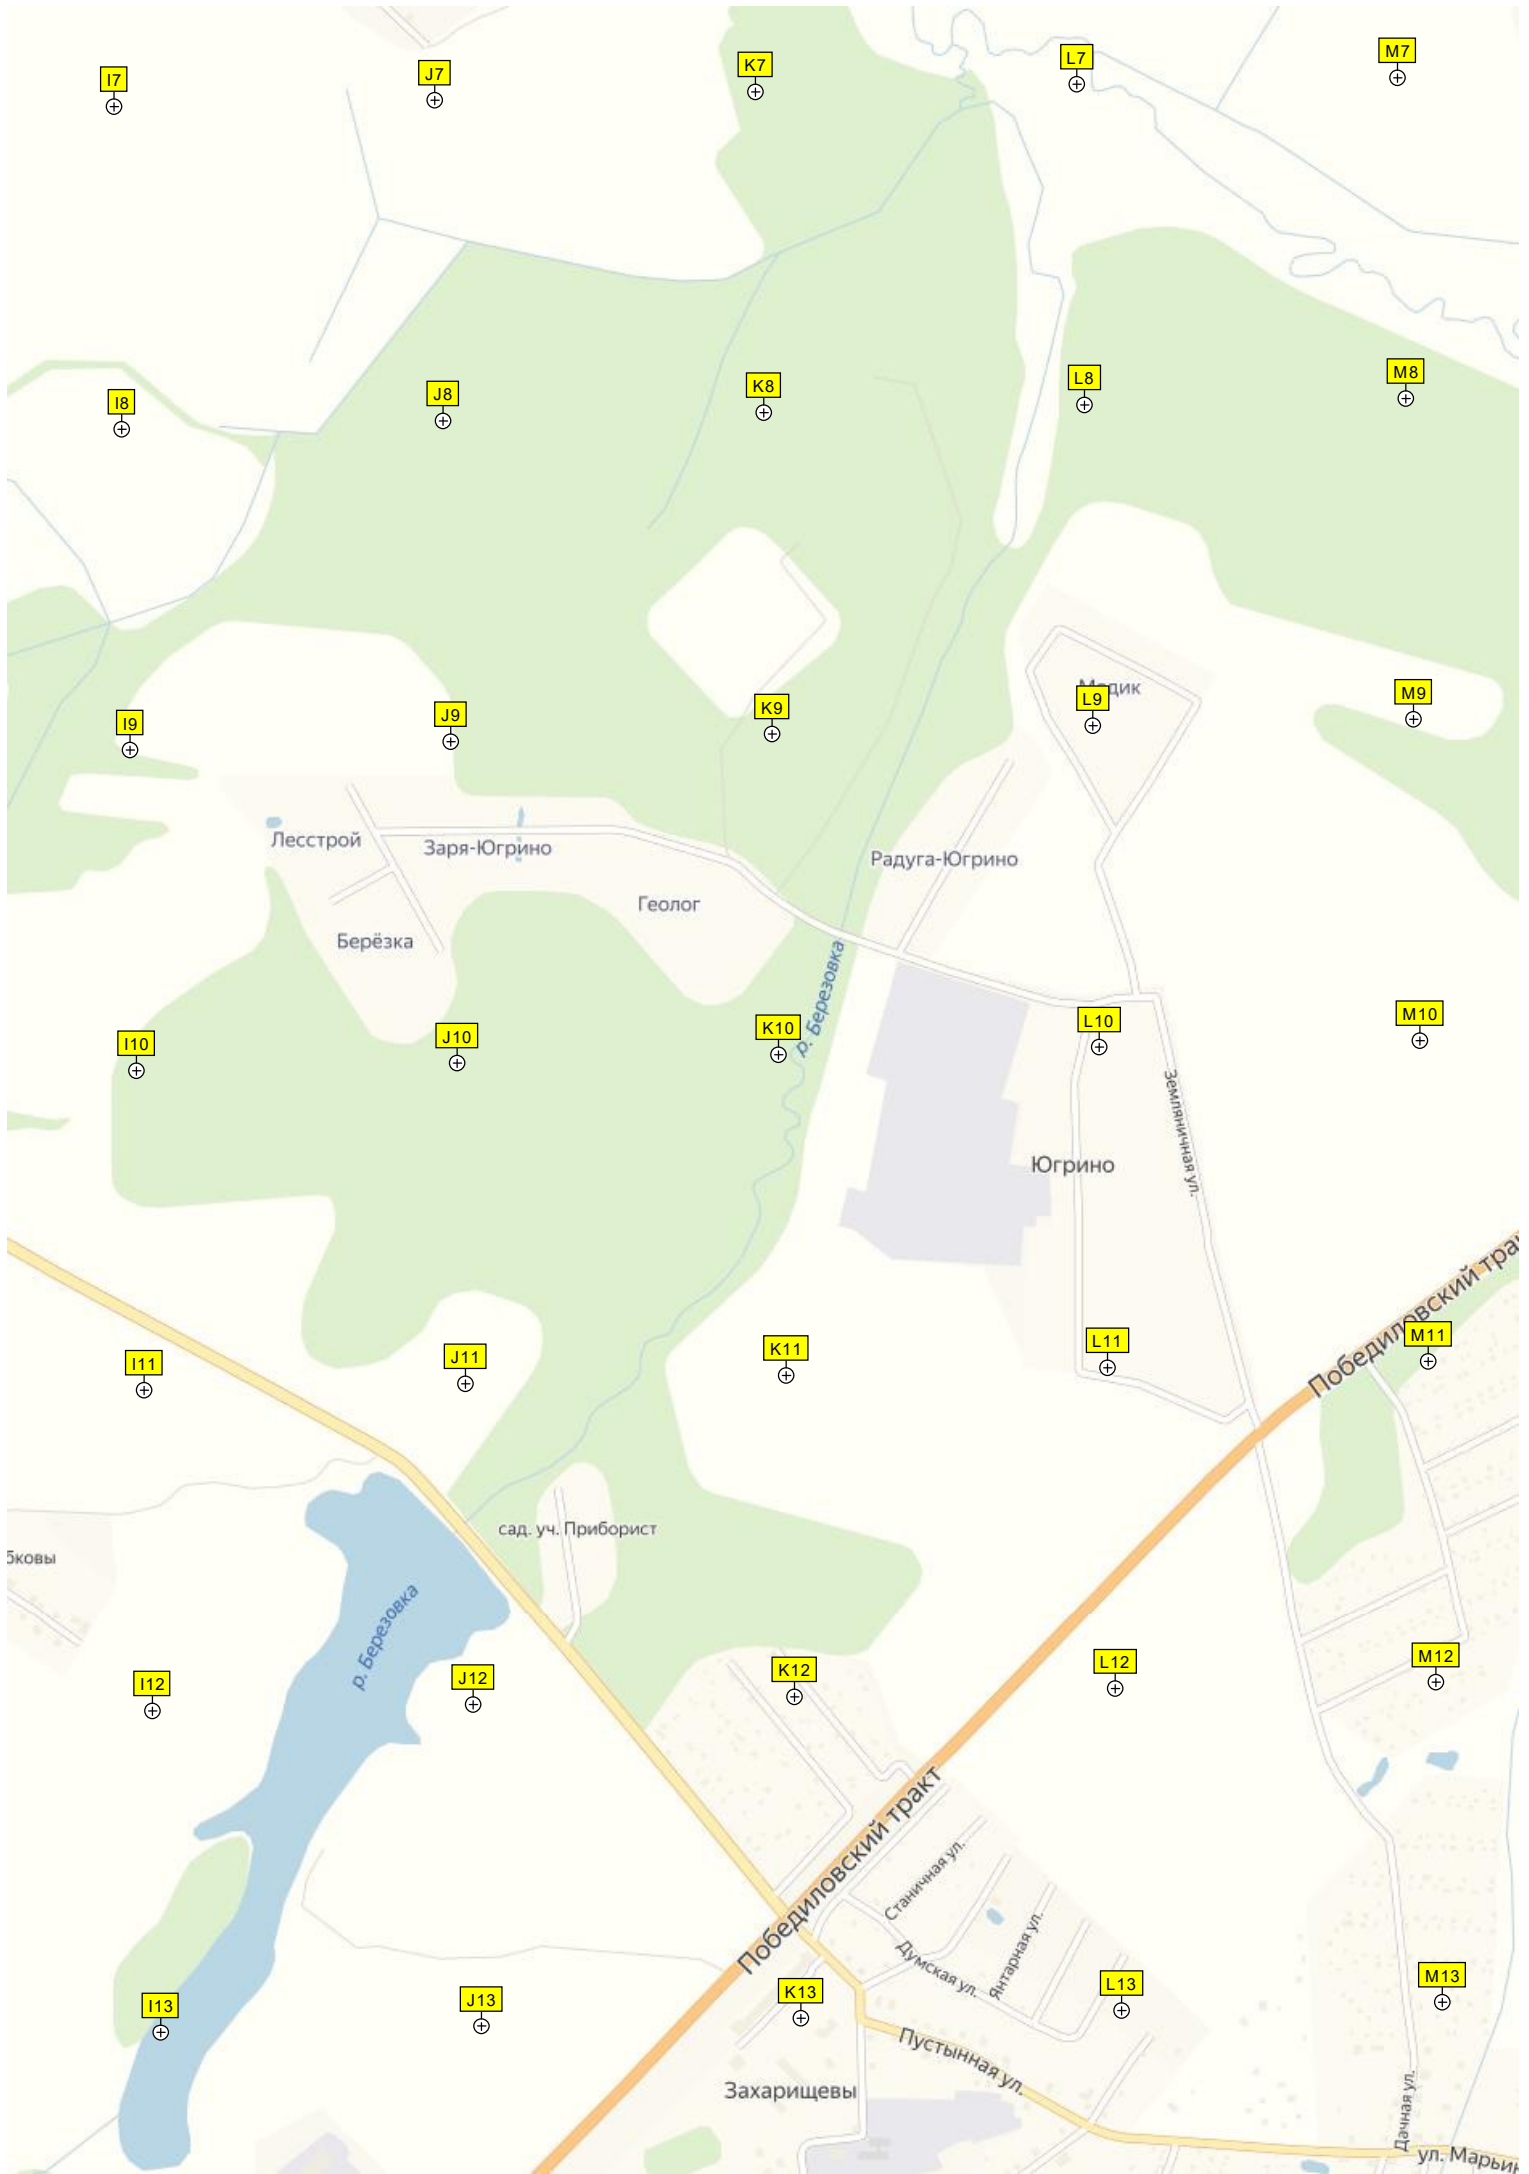 I7
J7
K7
L7
M7
I8
J8
K8
L8
M8
I9
J9
K9
L9
M9
Лесстрой
Заря-Югрино
Радуга-Югрино
Геолог
Берёзка
р. Березовка
I10
J10
K10
L10
M10
Земляничная ул.
Югрино
Победиловский
I11
J11
K11
L11
M11
сад. уч. Приборист
р. Березовка
I12
J12
K12
L12
M12
Победиловский тракт
Станичная ул.
Думская ул.
Янтарная ул.
I13
J13
K13
L13
M13
Пустынная ул.
Захарищевы
Дачная ул.
ул.